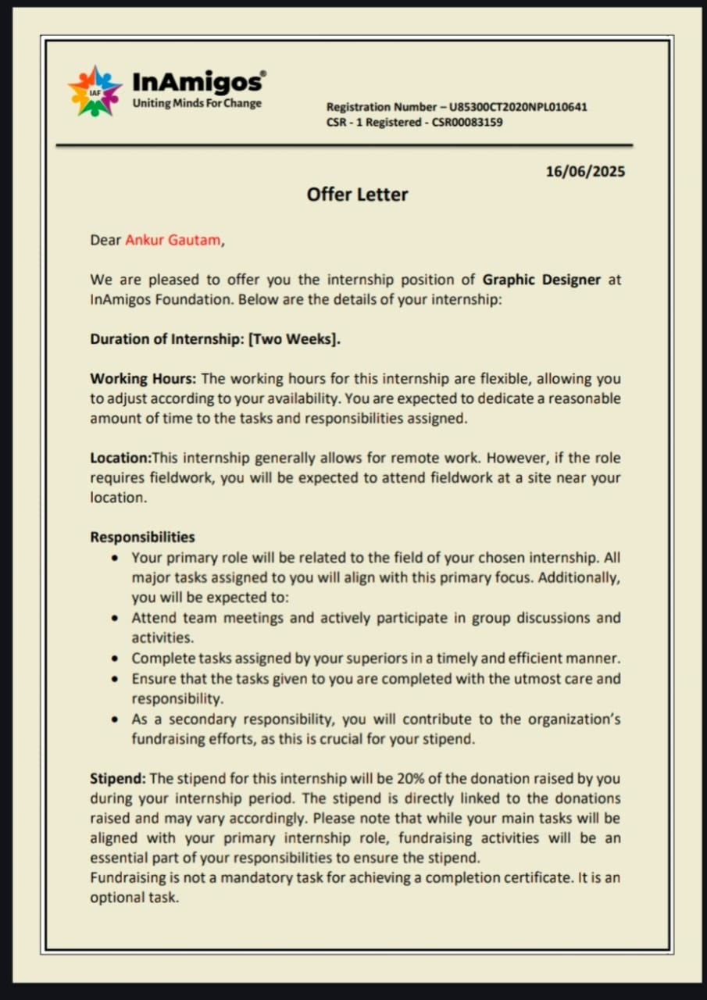 IAF
InAmigos®
Uniting Minds For Change
Registration Number – U85300CT2020NPL010641
CSR - 1 Registered - CSR00083159
16/06/2025
Offer Letter
Dear Ankur Gautam,
We are pleased to offer you the internship position of Graphic Designer at
InAmigos Foundation. Below are the details of your internship:
Duration of Internship: [Two Weeks].
Working Hours: The working hours for this internship are flexible, allowing you
to adjust according to your availability. You are expected to dedicate a reasonable
amount of time to the tasks and responsibilities assigned.
Location:This internship generally allows for remote work. However, if the role
requires fieldwork, you will be expected to attend fieldwork at a site near your
location.
Responsibilities
• Your primary role will be related to the field of your chosen internship. All
major tasks assigned to you will align with this primary focus. Additionally,
you will be expected to:
• Attend team meetings and actively participate in group discussions and
activities.
• Complete tasks assigned by your superiors in a timely and efficient manner.
• Ensure that the tasks given to you are completed with the utmost care and
responsibility.
• As a secondary responsibility, you will contribute to the organization’s
fundraising efforts, as this is crucial for your stipend.
Stipend: The stipend for this internship will be 20% of the donation raised by you
during your internship period. The stipend is directly linked to the donations
raised and may vary accordingly. Please note that while your main tasks will be
aligned with your primary internship role, fundraising activities will be an
essential part of your responsibilities to ensure the stipend.
Fundraising is not a mandatory task for achieving a completion certificate. It is an
optional task.